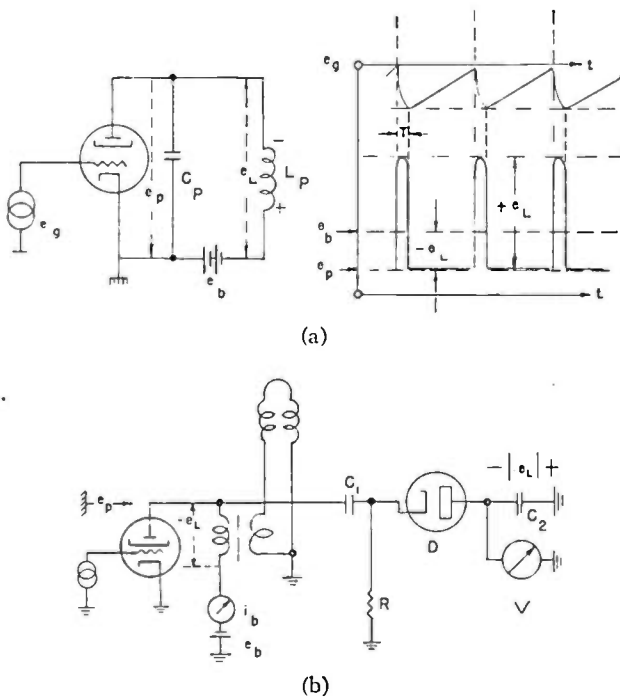 e_g
e_p
C_P
e_L
−
L_P
+
e_b
e_g
t
T
+ e_L
e_b
− e_L
e_p
t
(a)
e_p
-e_L
i_b
e_b
C_1
R
D
− |e_L| +
C_2
V
(b)